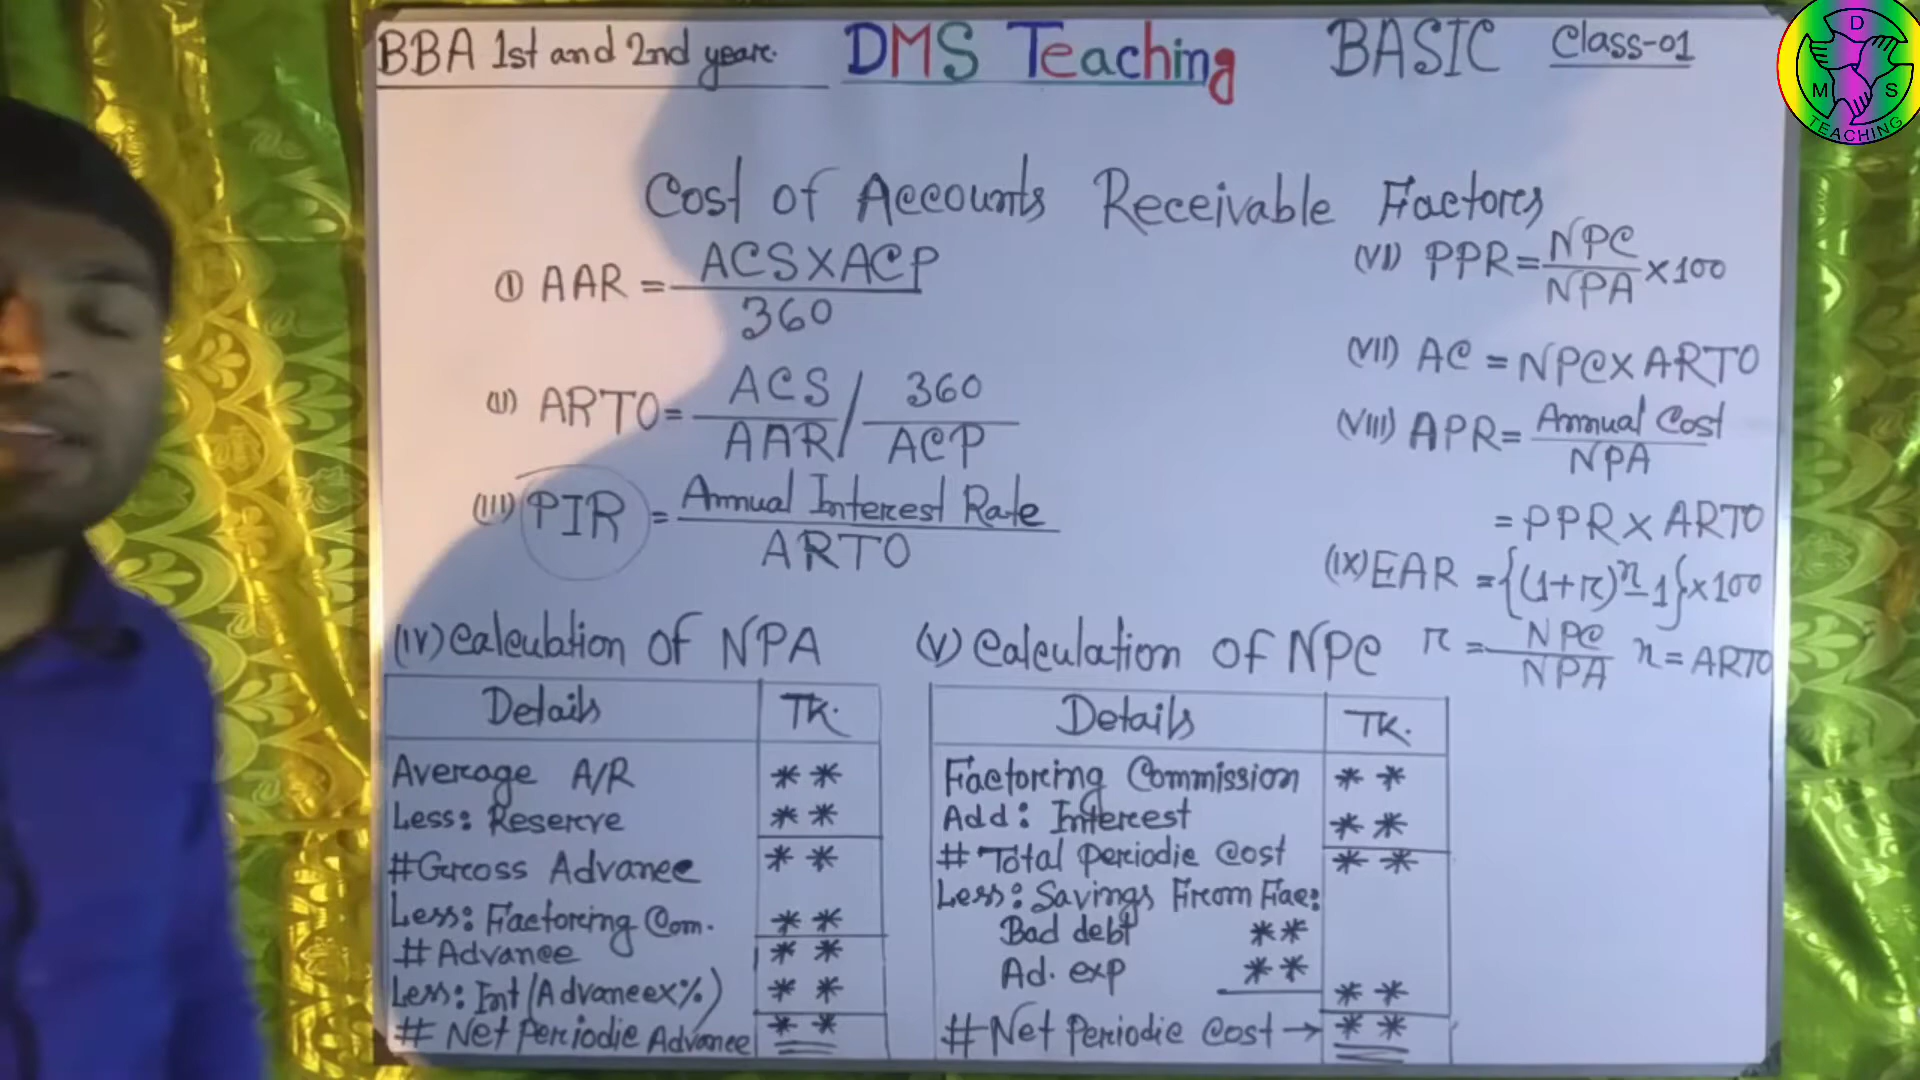 BBA 1st and 2nd year. DMS Teaching BASIC Class-01
D
M S
TEACHING
Cost of Accounts Receivable Factors
(I) AAR = ACS X ACP / 360
(II) ARTO = ACS / AAR / 360 / ACP
(III) PIR = Annual Interest Rate / ARTO
(VI) PPR = NPC / NPA × 100
(VII) AC = NPC X ARTO
(VIII) APR = Annual Cost / NPA
= PPR X ARTO
(IX) EAR = {(1+r)^n - 1} × 100
r = NPC / NPA n = ARTO
(IV) Calculation of NPA
Details TK.
Average A/R **
Less: Reserve **
# Gross Advance **
Less: Factoring Com. **
# Advance **
Less: Int (Advance x %) **
# Net Periodic Advance **
(V) Calculation of NPC
Details TK.
Factoring Commission **
Add: Interest **
# Total Periodic Cost **
Less: Savings From Fac:
Bad debt **
Ad. exp ** **
# Net Periodic Cost → **